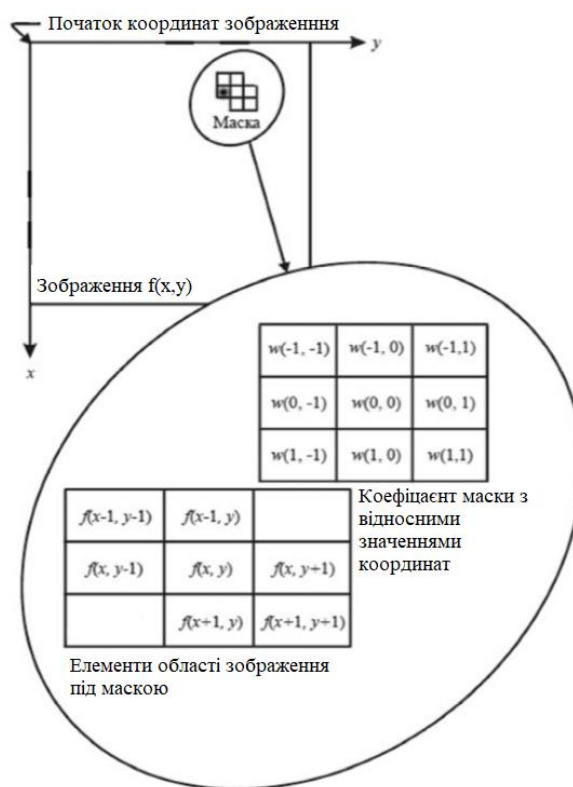 Початок координат зображенння
y
Маска
Зображення f(x,y)
x
w(-1, -1) w(-1, 0) w(-1,1)
w(0, -1) w(0, 0) w(0, 1)
w(1, -1) w(1, 0) w(1,1)
Коефіцаєнт маски з
відносними
значеннями
координат
f(x-1, y-1) f(x-1, y)
f(x, y-1) f(x, y) f(x, y+1)
f(x+1, y) f(x+1, y+1)
Елементи області зображення
під маскою